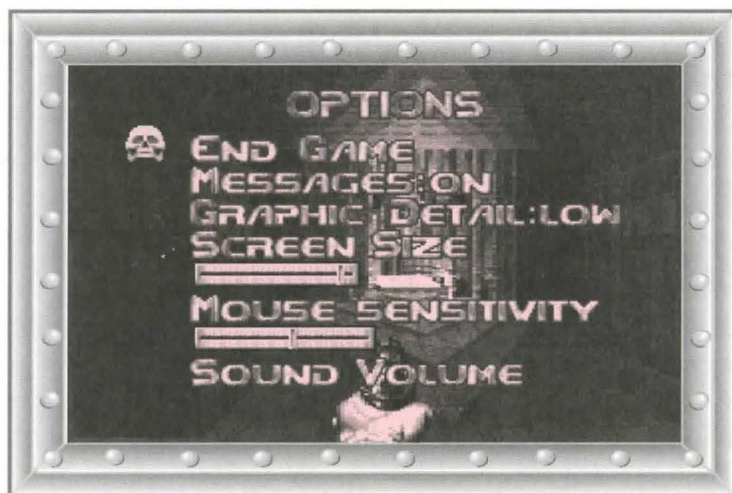 OPTIONS
END GAME
MESSAGES:ON
GRAPHIC DETAIL:LOW
SCREEN SIZE
MOUSE SENSITIVITY
SOUND VOLUME